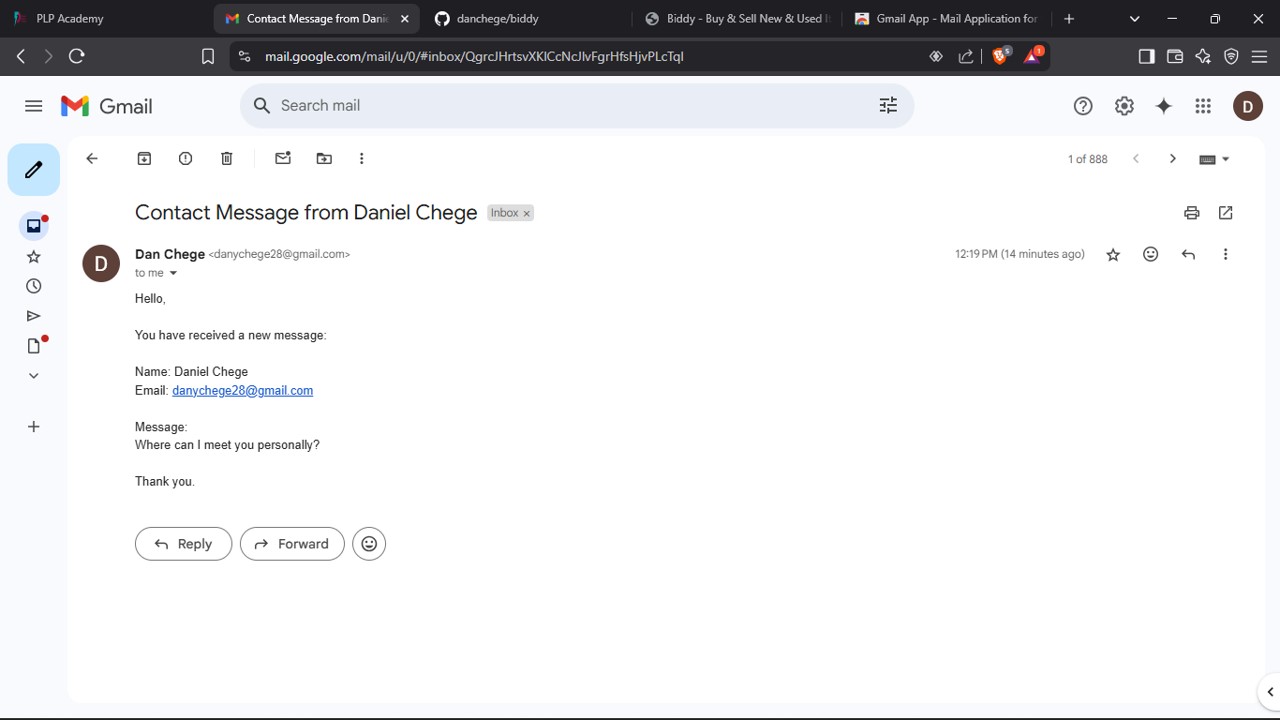 PLP Academy
Contact Message from Dani
danchege/biddy
Biddy - Buy & Sell New & Used It
Gmail App - Mail Application for
mail.google.com/mail/u/0/#inbox/QgrcJHrtsvXKlCcNcJlvFgrHfsHjvPLcTql
5
1
Gmail
Search mail
D
1 of 888
Contact Message from Daniel Chege
Inbox ×
D
Dan Chege <danychege28@gmail.com>
12:19 PM (14 minutes ago)
to me
Hello,
You have received a new message:
Name: Daniel Chege
Email: danychege28@gmail.com
Message:
Where can I meet you personally?
Thank you.
Reply
Forward